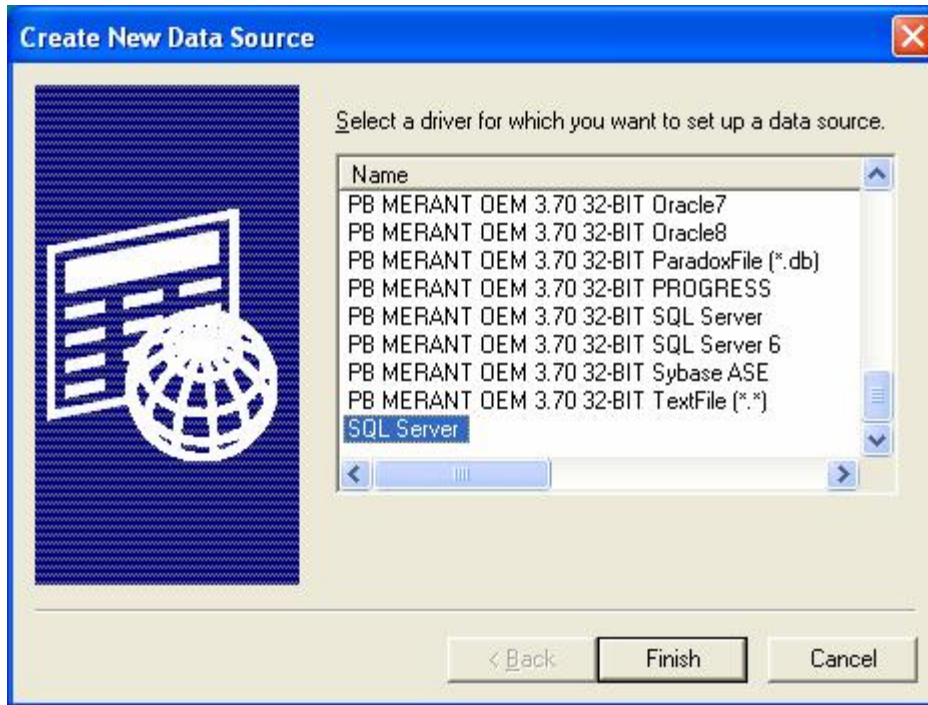 Create New Data Source
Select a driver for which you want to set up a data source.
Name
PB MERANT OEM 3.70 32-BIT Oracle7
PB MERANT OEM 3.70 32-BIT Oracle8
PB MERANT OEM 3.70 32-BIT ParadoxFile (*.db)
PB MERANT OEM 3.70 32-BIT PROGRESS
PB MERANT OEM 3.70 32-BIT SQL Server
PB MERANT OEM 3.70 32-BIT SQL Server 6
PB MERANT OEM 3.70 32-BIT Sybase ASE
PB MERANT OEM 3.70 32-BIT TextFile (*.*)
SQL Server
< Back
Finish
Cancel